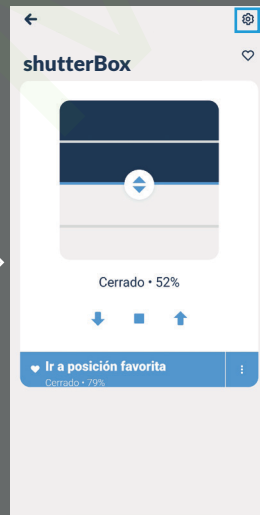 shutterBox
Cerrado • 52%
Ir a posición favorita
Cerrado • 79%